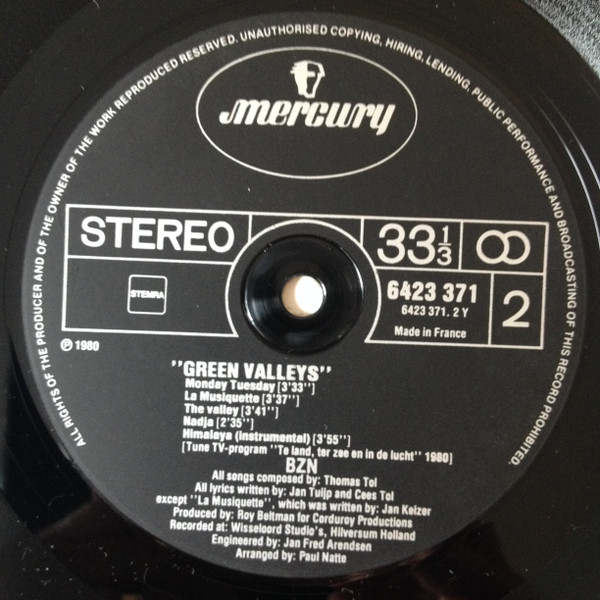 ALL RIGHTS OF THE PRODUCER AND OF THE OWNER OF THE WORK REPRODUCED RESERVED. UNAUTHORISED COPYING, HIRING, LENDING, PUBLIC PERFORMANCE AND BROADCASTING OF THIS RECORD PROHIBITED.
mercury
STEREO
33 1/3
STEMRA
6423 371
6423 371. 2 Y
Made in France
2
℗ 1980
"GREEN VALLEYS"
Monday Tuesday [3'33'']
La Musiquette [3'37'']
The valley [3'41'']
Nadja [2'35'']
Himalaya (instrumental) [3'55'']
[Tune TV-program ''Te land, ter zee en in de lucht'' 1980]
BZN
All songs composed by: Thomas Tol
All lyrics written by: Jan Tuijp and Cees Tol
except ''La Musiquette'', which was written by: Jan Keizer
Produced by: Roy Beltman for Corduroy Productions
Recorded at: Wisseloord Studio's, Hilversum Holland
Engineered by: Jan Fred Arendsen
Arranged by: Paul Natte